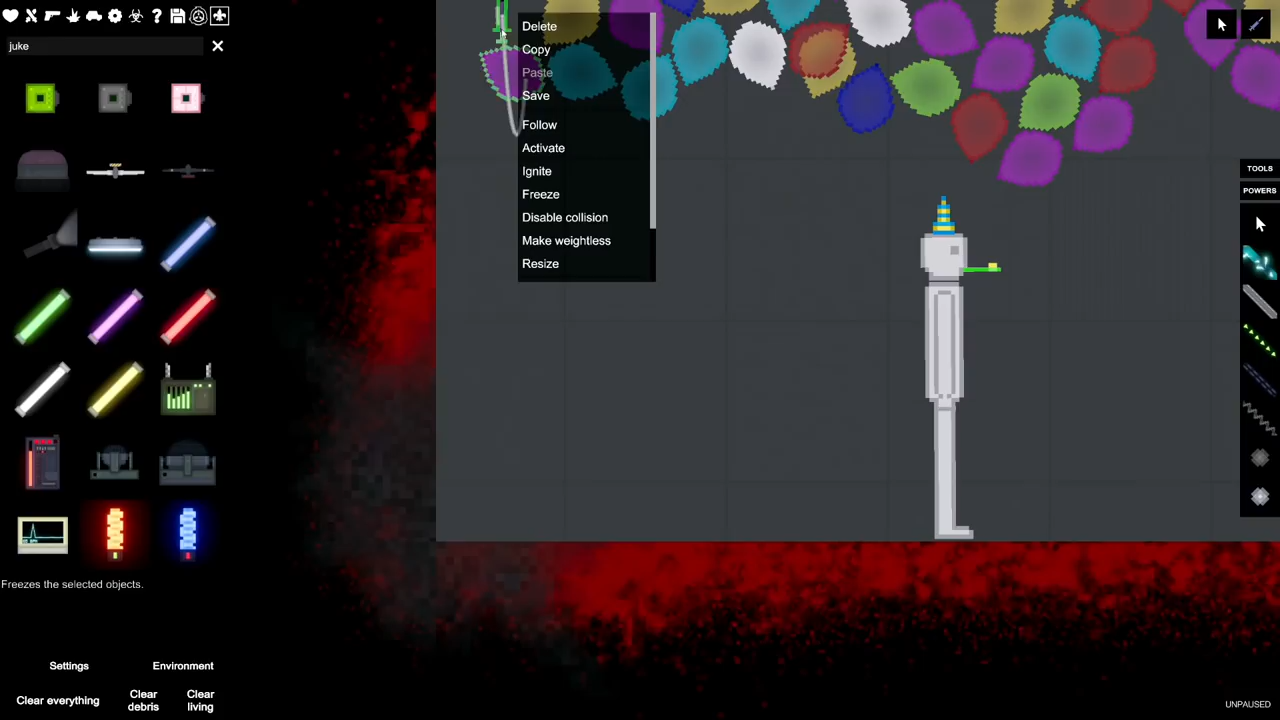 juke
Delete
Copy
Paste
Save
Follow
Activate
Ignite
Freeze
Disable collision
Make weightless
Resize
TOOLS
POWERS
Freezes the selected objects.
Settings
Environment
Clear everything
Clear
debris
Clear
living
UNPAUSED